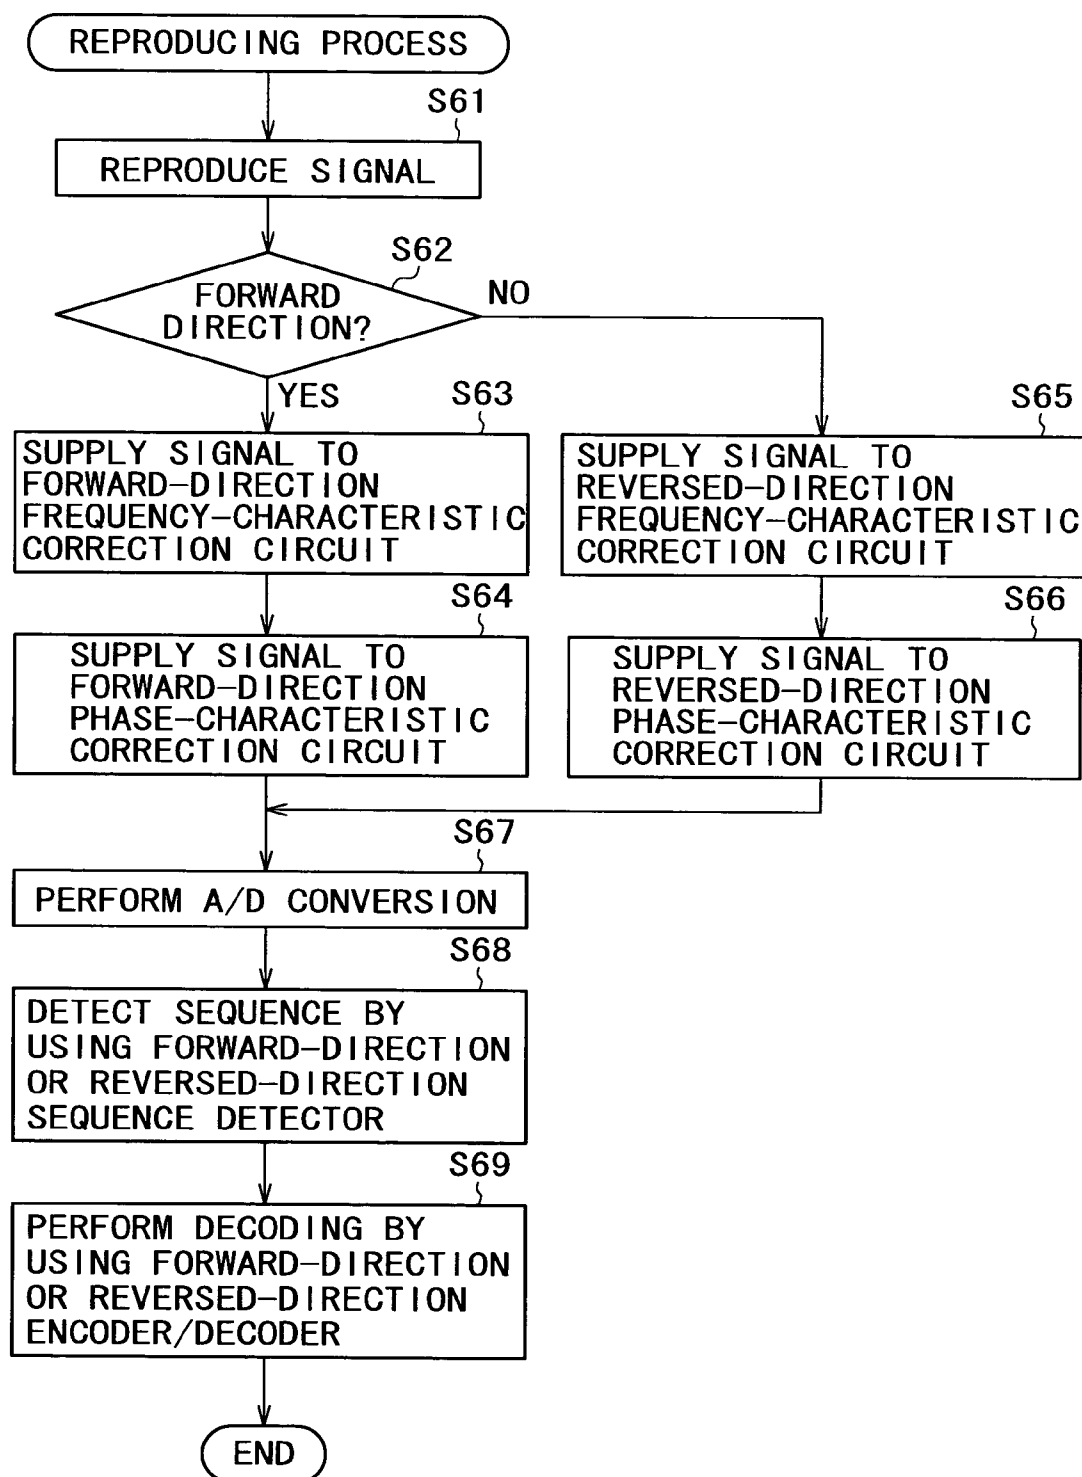 REPRODUCING PROCESS
S61
REPRODUCE SIGNAL
S62
FORWARD
DIRECTION?
NO
YES
S63
SUPPLY SIGNAL TO
FORWARD-DIRECTION
FREQUENCY-CHARACTERISTIC
CORRECTION CIRCUIT
S65
SUPPLY SIGNAL TO
REVERSED-DIRECTION
FREQUENCY-CHARACTERISTIC
CORRECTION CIRCUIT
S64
SUPPLY SIGNAL TO
FORWARD-DIRECTION
PHASE-CHARACTERISTIC
CORRECTION CIRCUIT
S66
SUPPLY SIGNAL TO
REVERSED-DIRECTION
PHASE-CHARACTERISTIC
CORRECTION CIRCUIT
S67
PERFORM A/D CONVERSION
S68
DETECT SEQUENCE BY
USING FORWARD-DIRECTION
OR REVERSED-DIRECTION
SEQUENCE DETECTOR
S69
PERFORM DECODING BY
USING FORWARD-DIRECTION
OR REVERSED-DIRECTION
ENCODER/DECODER
END